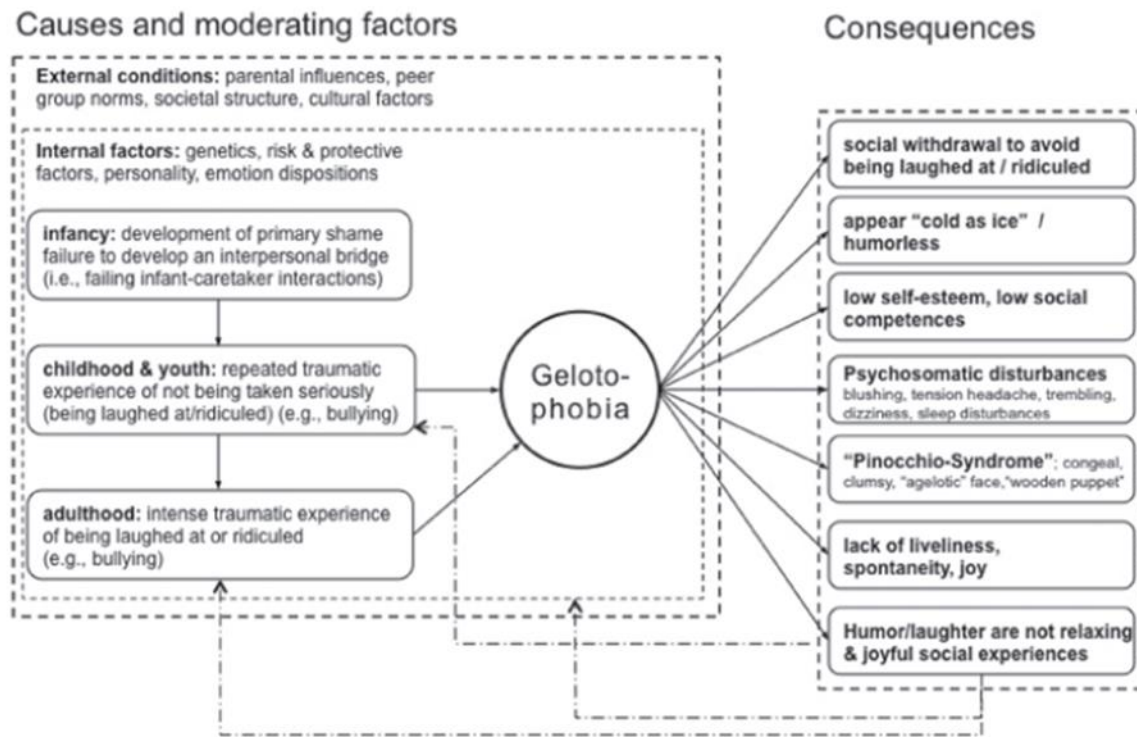 Causes and moderating factors
External conditions: parental influences, peer
group norms, societal structure, cultural factors
Internal factors: genetics, risk & protective
factors, personality, emotion dispositions
infancy: development of primary shame
failure to develop an interpersonal bridge
(i.e., failing infant-caretaker interactions)
childhood & youth: repeated traumatic
experience of not being taken seriously
(being laughed at/ridiculed) (e.g., bullying)
adulthood: intense traumatic experience
of being laughed at or ridiculed
(e.g., bullying)
Geloto-
phobia
Consequences
social withdrawal to avoid
being laughed at / ridiculed
appear “cold as ice” /
humorless
low self-esteem, low social
competences
Psychosomatic disturbances
blushing, tension headache, trembling,
dizziness, sleep disturbances
“Pinocchio-Syndrome”; congeal,
clumsy, “agelotic” face,“wooden puppet”
lack of liveliness,
spontaneity, joy
Humor/laughter are not relaxing
& joyful social experiences